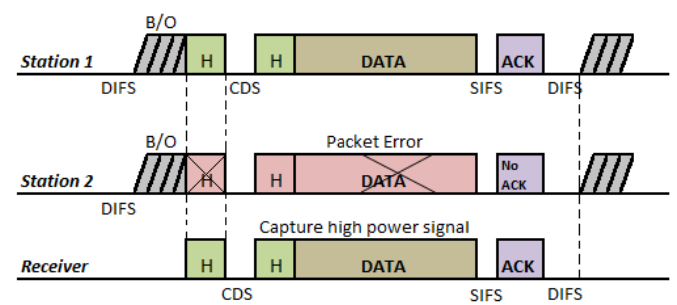 B/O
Station 1 H H DATA ACK
DIFS CDS SIFS DIFS
B/O Packet Error
Station 2 H H DATA No ACK
DIFS
Capture high power signal
Receiver H H DATA ACK
CDS SIFS DIFS